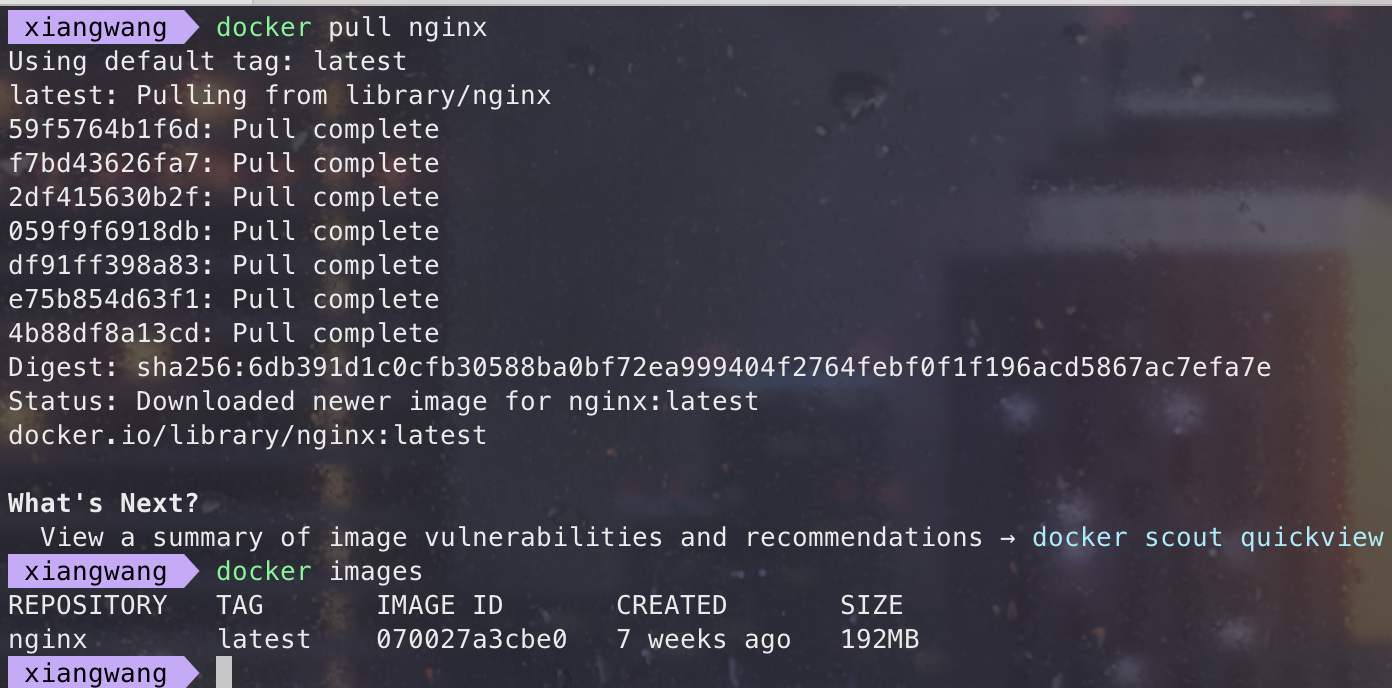 xiangwang docker pull nginx
Using default tag: latest
latest: Pulling from library/nginx
59f5764b1f6d: Pull complete
f7bd43626fa7: Pull complete
2df415630b2f: Pull complete
059f9f6918db: Pull complete
df91ff398a83: Pull complete
e75b854d63f1: Pull complete
4b88df8a13cd: Pull complete
Digest: sha256:6db391d1c0cfb30588ba0bf72ea999404f2764febf0f1f196acd5867ac7efa7e
Status: Downloaded newer image for nginx:latest
docker.io/library/nginx:latest
What's Next?
View a summary of image vulnerabilities and recommendations → docker scout quickview
xiangwang docker images
REPOSITORY TAG IMAGE ID CREATED SIZE
nginx latest 070027a3cbe0 7 weeks ago 192MB
xiangwang